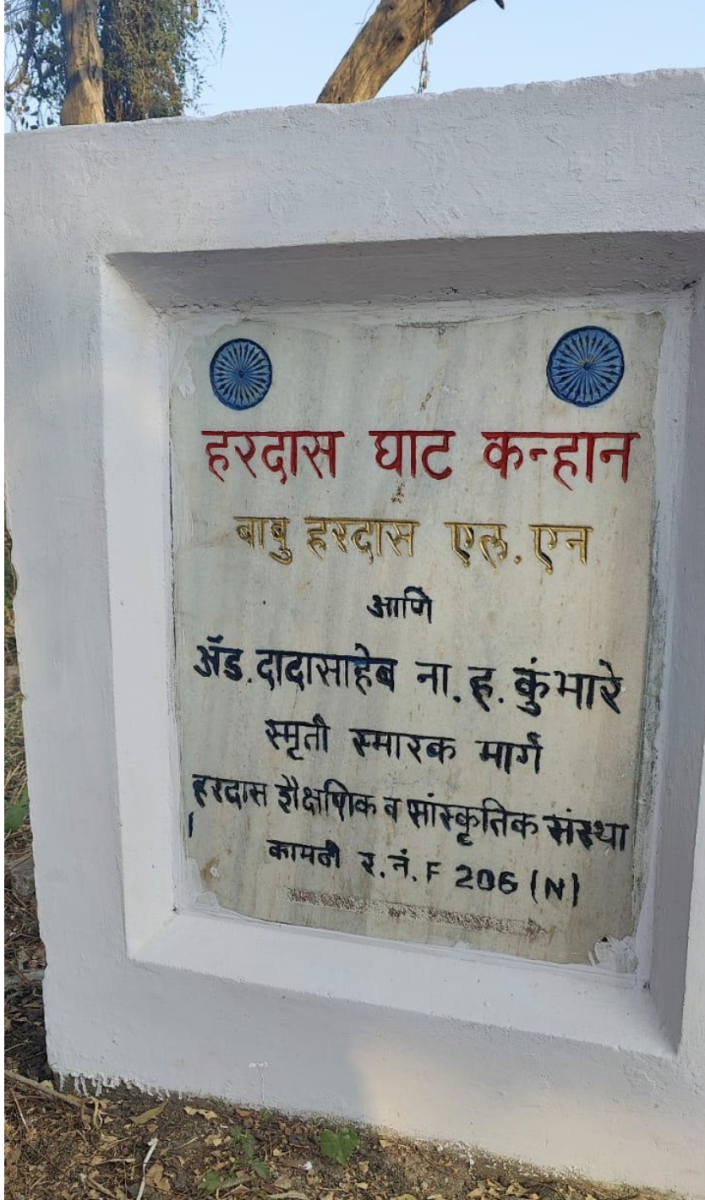 हरदास घाट कन्हान
बाबु हरदास एल. एन
आणि
ॲड. दादासाहेब ना. ह. कुंभारे
स्मृती स्मारक मार्ग
हरदास शैक्षणिक व सांस्कृतिक संस्था
कामठी र. नं. F 206 (N)